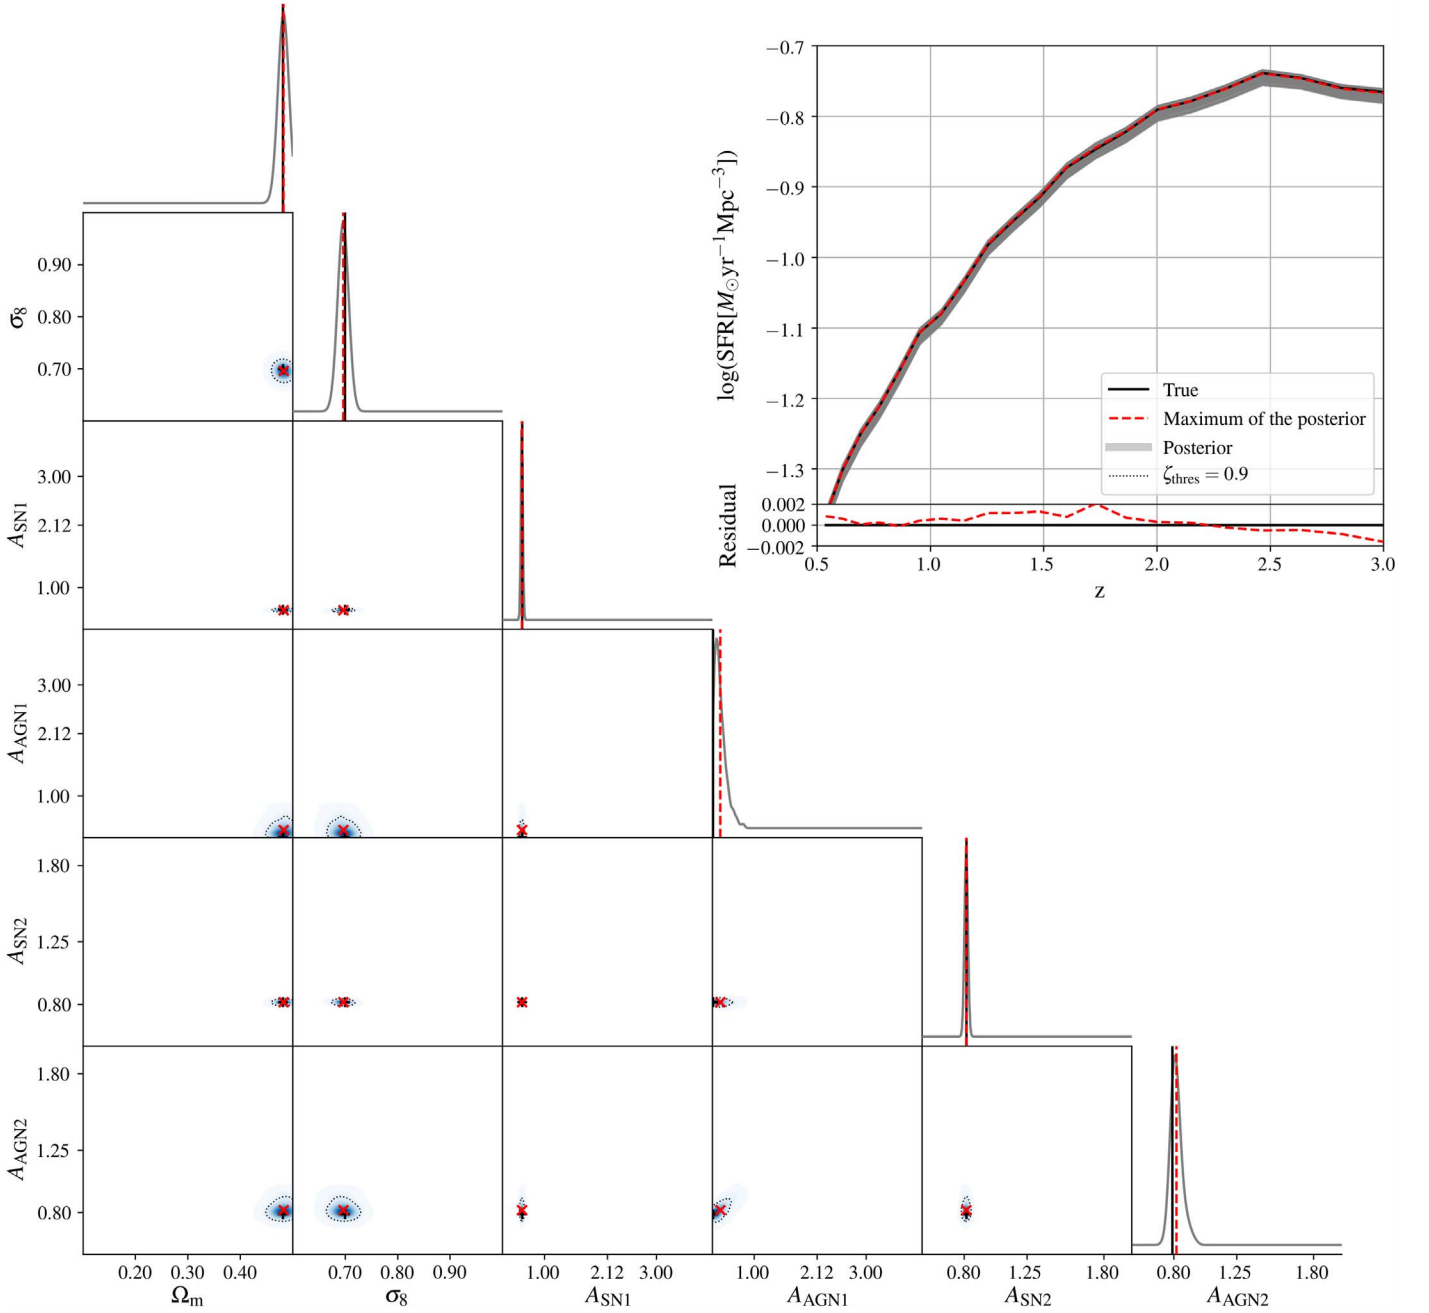 −0.7
−0.8
−0.9
−1.0
−1.1
−1.2
−1.3
log(SFR[M⊙yr⁻¹Mpc⁻³])
True
Maximum of the posterior
Posterior
ζthres = 0.9
Residual
0.002
0.000
−0.002
0.5 1.0 1.5 2.0 2.5 3.0
z
σ8
0.90
0.80
0.70
ASN1
3.00
2.12
1.00
AAGN1
3.00
2.12
1.00
ASN2
1.80
1.25
0.80
AAGN2
1.80
1.25
0.80
0.20 0.30 0.40 0.70 0.80 0.90 1.00 2.12 3.00 1.00 2.12 3.00 0.80 1.25 1.80 0.80 1.25 1.80
Ωm σ8 ASN1 AAGN1 ASN2 AAGN2